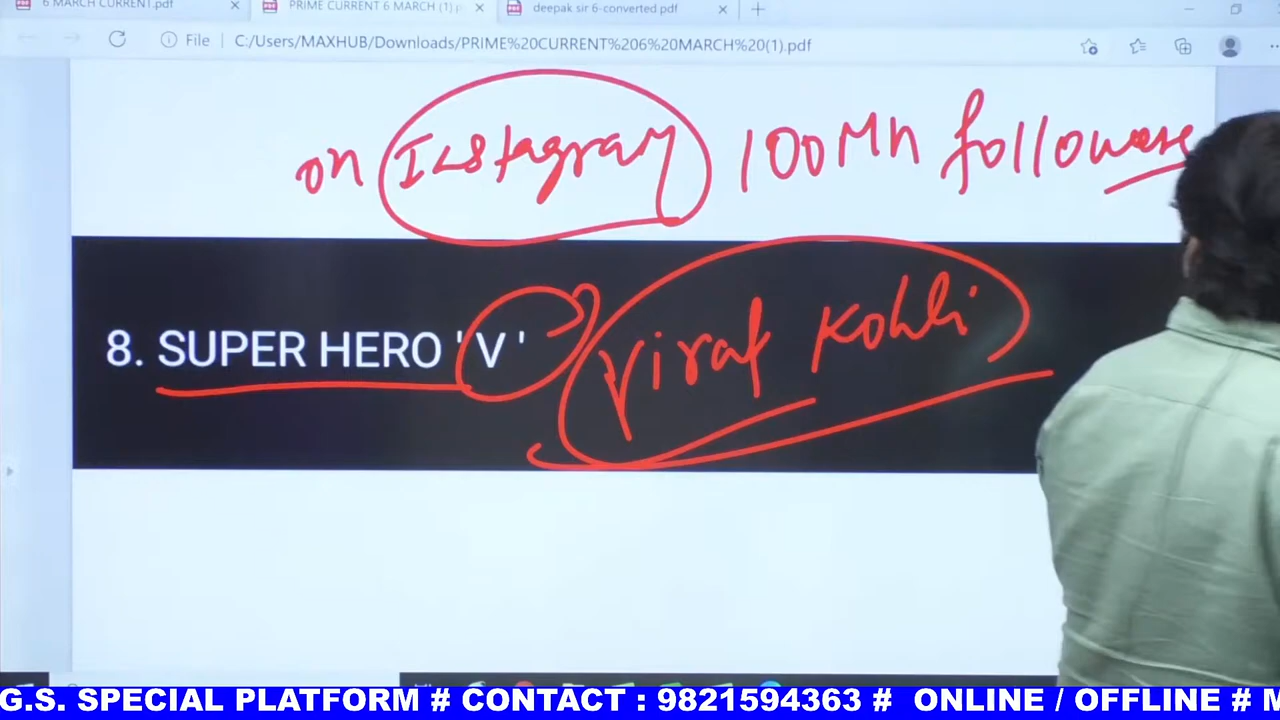 6 MARCH CURRENT.pdf
PRIME CURRENT 6 MARCH (1).p
deepak sir 6-converted.pdf
File
C:/Users/MAXHUB/Downloads/PRIME%20CURRENT%206%20MARCH%20(1).pdf
on Instagram 100Mn followers
8. SUPER HERO ' V ' Virat Kohli
G.S. SPECIAL PLATFORM # CONTACT : 9821594363 # ONLINE / OFFLINE # M